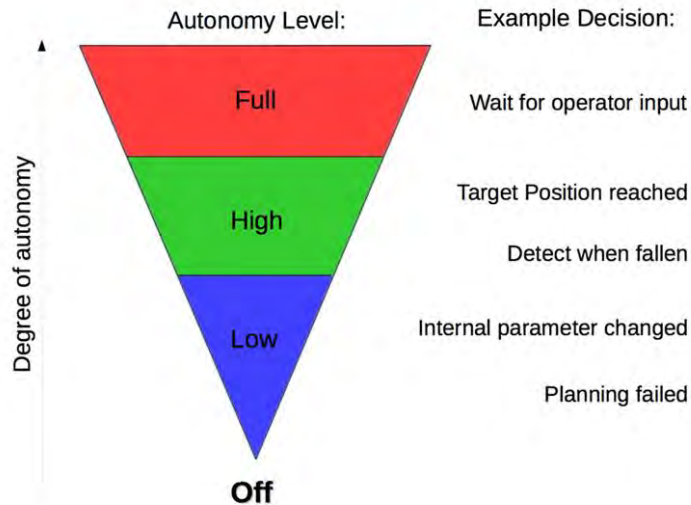 Autonomy Level:
Example Decision:
Full
Wait for operator input
High
Target Position reached
Detect when fallen
Low
Internal parameter changed
Planning failed
Off
Degree of autonomy